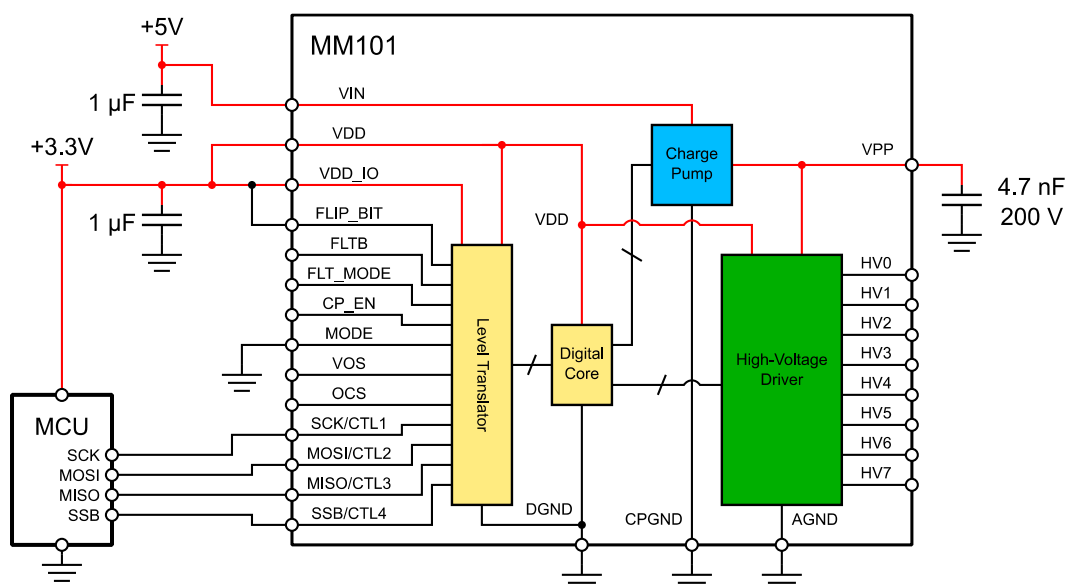 +5V
MM101
1 µF
VIN
+3.3V
VDD
Charge
Pump
VPP
VDD_IO
4.7 nF
200 V
1 µF
FLIP_BIT
VDD
FLTB
HV0
FLT_MODE
HV1
CP_EN
HV2
MODE
Level Translator
Digital
Core
High-Voltage
Driver
HV3
VOS
HV4
OCS
HV5
MCU
SCK/CTL1
SCK
HV6
MOSI/CTL2
MOSI
HV7
MISO/CTL3
MISO
SSB/CTL4
SSB
DGND
CPGND
AGND